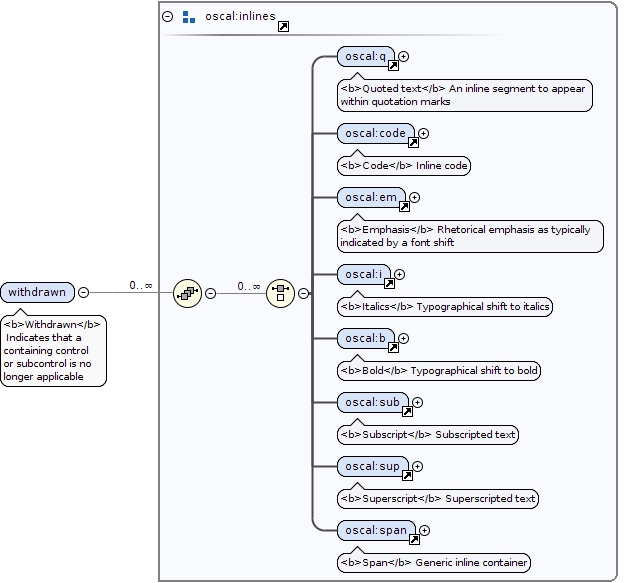 oscal:inlines
oscal:q
<b>Quoted text</b> An inline segment to appear
within quotation marks
oscal:code
<b>Code</b> Inline code
oscal:em
<b>Emphasis</b> Rhetorical emphasis as typically
indicated by a font shift
withdrawn
0..∞
0..∞
<b>Withdrawn</b>
Indicates that a
containing control
or subcontrol is no
longer applicable
oscal:i
<b>Italics</b> Typographical shift to italics
oscal:b
<b>Bold</b> Typographical shift to bold
oscal:sub
<b>Subscript</b> Subscripted text
oscal:sup
<b>Superscript</b> Superscripted text
oscal:span
<b>Span</b> Generic inline container